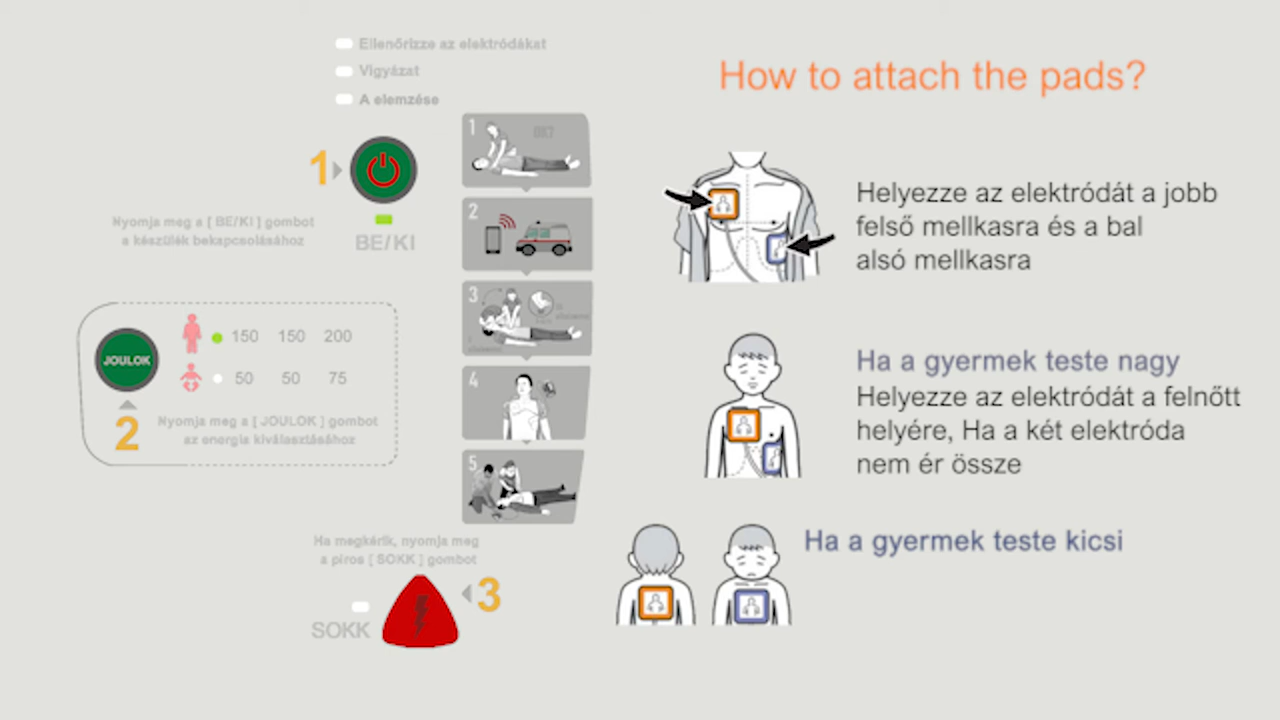 Ellenőrizze az elektródákat
Vigyázat
A elemzése
1
Nyomja meg a [ BE/KI ] gombot
a készülék bekapcsolásához
BE/KI
JOULOK
150 150 200
50 50 75
2
Nyomja meg a [ JOULOK ] gombot
az energia kiválasztásához
1
OK?
2
3
4
5
Ha megkérik, nyomja meg
a piros [ SOKK ] gombot
3
SOKK
How to attach the pads?
Helyezze az elektródát a jobb
felső mellkasra és a bal
alsó mellkasra
Ha a gyermek teste nagy
Helyezze az elektródát a felnőtt
helyére, Ha a két elektróda
nem ér össze
Ha a gyermek teste kicsi